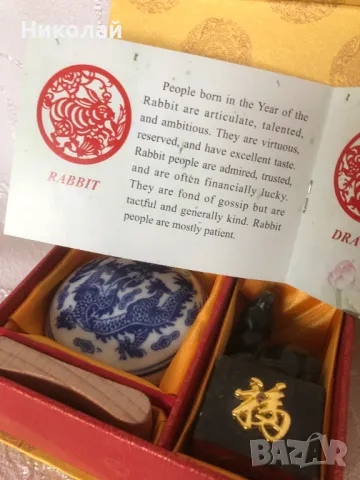 Николай
People born in the Year of the
Rabbit are articulate, talented,
and ambitious. They are virtuous,
reserved, and have excellent taste.
Rabbit people are admired, trusted,
and are often financially lucky.
They are fond of gossip but are
tactful and generally kind. Rabbit
people are mostly patient.
RABBIT
DRA
福
BAZAR
bg